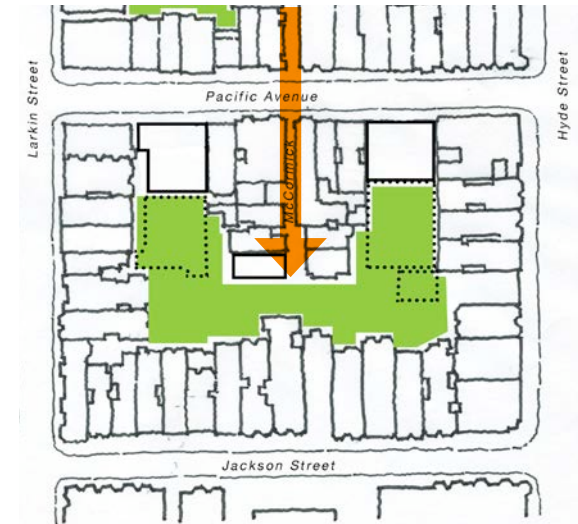 Pacific Avenue
Larkin Street
Hyde Street
McCormick
Jackson Street